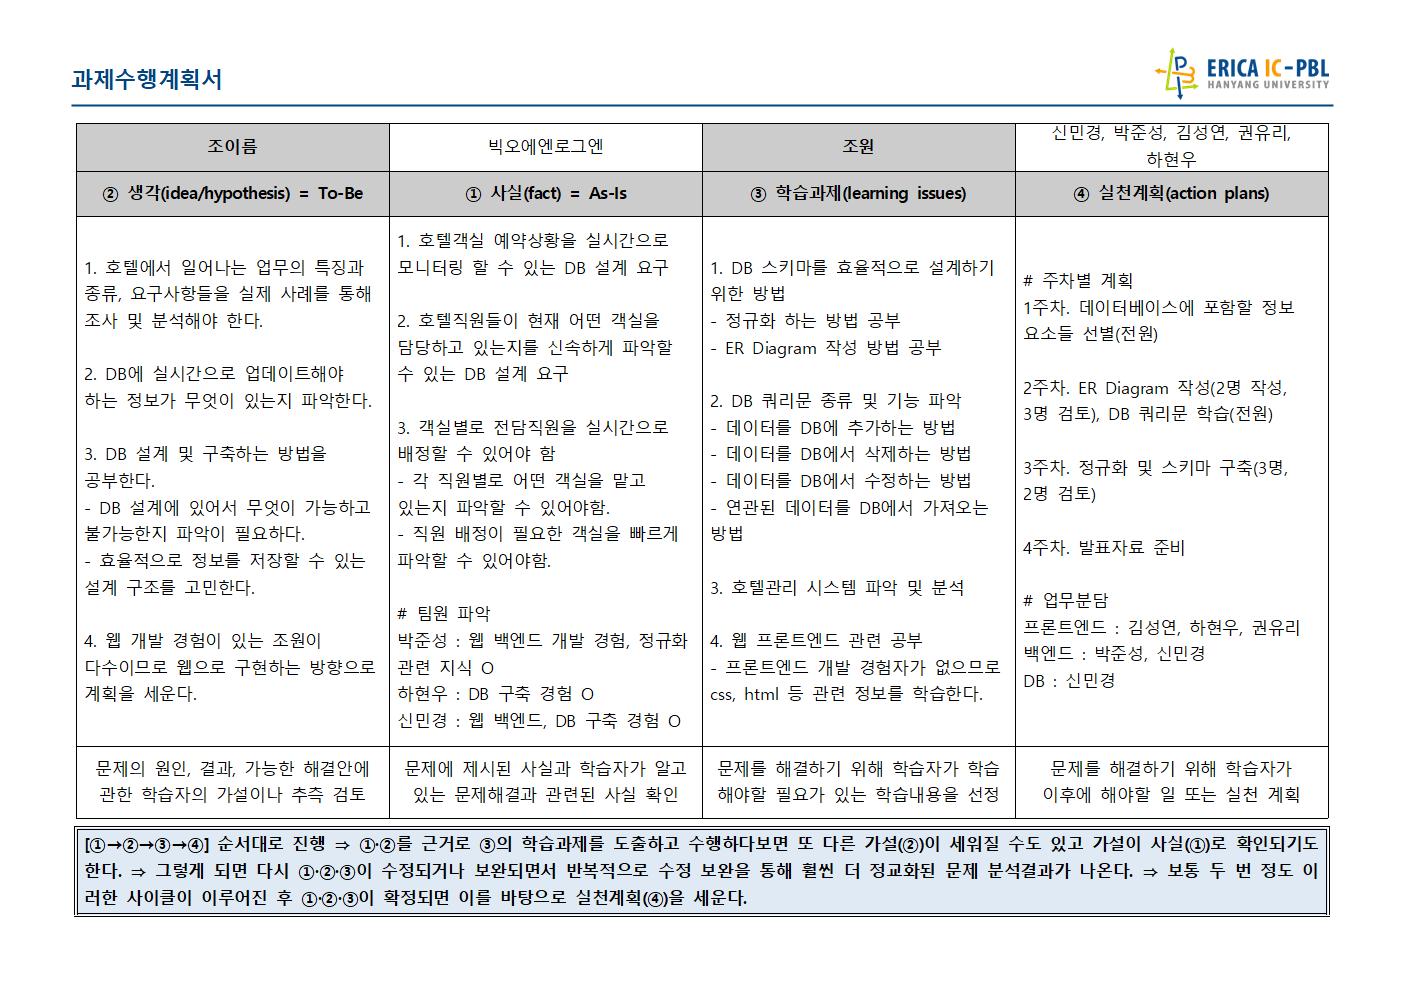 과제수행계획서
ERICA IC-PBL
HANYANG UNIVERSITY
조이름
빅오에엔로그엔
조원
신민경, 박준성, 김성연, 권유리,
하현우
② 생각(idea/hypothesis) = To-Be
① 사실(fact) = As-Is
③ 학습과제(learning issues)
④ 실천계획(action plans)
1. 호텔에서 일어나는 업무의 특징과
종류, 요구사항들을 실제 사례를 통해
조사 및 분석해야 한다.
2. DB에 실시간으로 업데이트해야
하는 정보가 무엇이 있는지 파악한다.
3. DB 설계 및 구축하는 방법을
공부한다.
- DB 설계에 있어서 무엇이 가능하고
불가능한지 파악이 필요하다.
- 효율적으로 정보를 저장할 수 있는
설계 구조를 고민한다.
4. 웹 개발 경험이 있는 조원이
다수이므로 웹으로 구현하는 방향으로
계획을 세운다.
1. 호텔객실 예약상황을 실시간으로
모니터링 할 수 있는 DB 설계 요구
2. 호텔직원들이 현재 어떤 객실을
담당하고 있는지를 신속하게 파악할
수 있는 DB 설계 요구
3. 객실별로 전담직원을 실시간으로
배정할 수 있어야 함
- 각 직원별로 어떤 객실을 맡고
있는지 파악할 수 있어야함.
- 직원 배정이 필요한 객실을 빠르게
파악할 수 있어야함.
# 팀원 파악
박준성 : 웹 백엔드 개발 경험, 정규화
관련 지식 O
하현우 : DB 구축 경험 O
신민경 : 웹 백엔드, DB 구축 경험 O
1. DB 스키마를 효율적으로 설계하기
위한 방법
- 정규화 하는 방법 공부
- ER Diagram 작성 방법 공부
2. DB 쿼리문 종류 및 기능 파악
- 데이터를 DB에 추가하는 방법
- 데이터를 DB에서 삭제하는 방법
- 데이터를 DB에서 수정하는 방법
- 연관된 데이터를 DB에서 가져오는
방법
3. 호텔관리 시스템 파악 및 분석
4. 웹 프론트엔드 관련 공부
- 프론트엔드 개발 경험자가 없으므로
css, html 등 관련 정보를 학습한다.
# 주차별 계획
1주차. 데이터베이스에 포함할 정보
요소들 선별(전원)
2주차. ER Diagram 작성(2명 작성,
3명 검토), DB 쿼리문 학습(전원)
3주차. 정규화 및 스키마 구축(3명,
2명 검토)
4주차. 발표자료 준비
# 업무분담
프론트엔드 : 김성연, 하현우, 권유리
백엔드 : 박준성, 신민경
DB : 신민경
문제의 원인, 결과, 가능한 해결안에
관한 학습자의 가설이나 추측 검토
문제에 제시된 사실과 학습자가 알고
있는 문제해결과 관련된 사실 확인
문제를 해결하기 위해 학습자가 학습
해야할 필요가 있는 학습내용을 선정
문제를 해결하기 위해 학습자가
이후에 해야할 일 또는 실천 계획
[①→②→③→④] 순서대로 진행 ⇒ ①·②를 근거로 ③의 학습과제를 도출하고 수행하다보면 또 다른 가설(②)이 세워질 수도 있고 가설이 사실(①)로 확인되기도
한다. ⇒ 그렇게 되면 다시 ①·②·③이 수정되거나 보완되면서 반복적으로 수정 보완을 통해 훨씬 더 정교화된 문제 분석결과가 나온다. ⇒ 보통 두 번 정도 이
러한 사이클이 이루어진 후 ①·②·③이 확정되면 이를 바탕으로 실천계획(④)을 세운다.